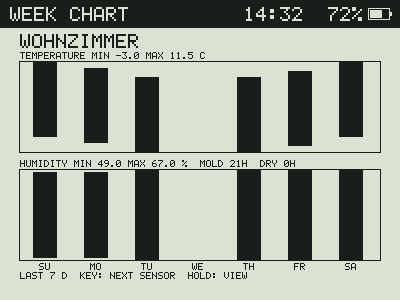 WEEK CHART 14:32 72%
WOHNZIMMER
TEMPERATURE MIN -3.0 MAX 11.5 C
HUMIDITY MIN 49.0 MAX 67.0 % MOLD 21H DRY 0H
SU MO TU WE TH FR SA
LAST 7 D KEY: NEXT SENSOR HOLD: VIEW